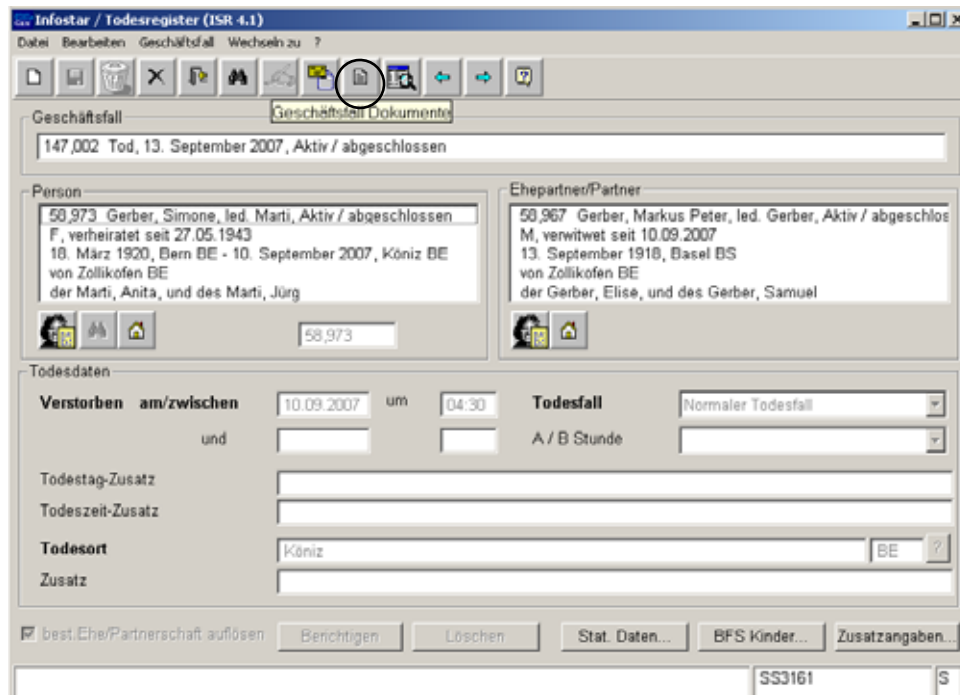 Infostar / Todesregister (ISR 4.1)
Datei Bearbeiten Geschäftsfall Wechseln zu ?
Geschäftsfall Dokumente
Geschäftsfall
147,002 Tod, 13. September 2007, Aktiv / abgeschlossen
Person
58,973 Gerber, Simone, led. Marti, Aktiv / abgeschlossen
F, verheiratet seit 27.05.1943
18. März 1920, Bern BE - 10. September 2007, Köniz BE
von Zollikofen BE
der Marti, Anita, und des Marti, Jürg
58,973
Ehepartner/Partner
58,967 Gerber, Markus Peter, led. Gerber, Aktiv / abgeschlos
M, verwitwet seit 10.09.2007
13. September 1918, Basel BS
von Zollikofen BE
der Gerber, Elise, und des Gerber, Samuel
Todesdaten
Verstorben am/zwischen 10.09.2007 um 04:30 Todesfall Normaler Todesfall
und A / B Stunde
Todestag-Zusatz
Todeszeit-Zusatz
Todesort Köniz BE ?
Zusatz
best.Ehe/Partnerschaft auflösen Berichtigen Löschen Stat. Daten... BFS Kinder... Zusatzangaben...
SS3161 S